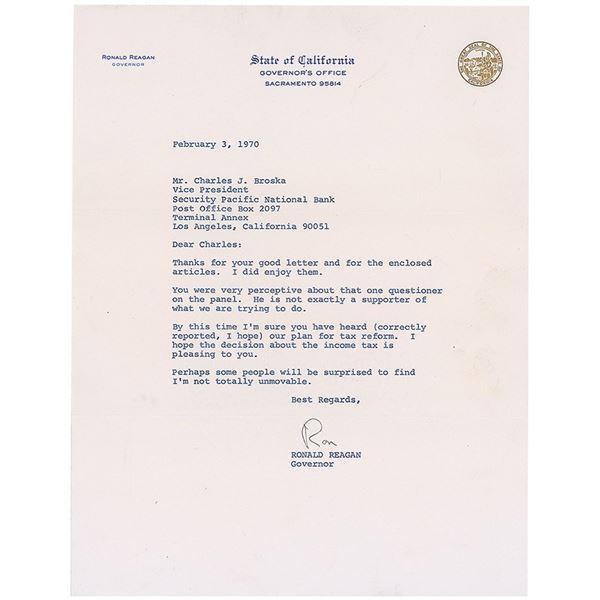 RONALD REAGAN
GOVERNOR
State of California
GOVERNOR'S OFFICE
SACRAMENTO 95814
February 3, 1970
Mr. Charles J. Broska
Vice President
Security Pacific National Bank
Post Office Box 2097
Terminal Annex
Los Angeles, California 90051
Dear Charles:
Thanks for your good letter and for the enclosed
articles. I did enjoy them.
You were very perceptive about that one questioner
on the panel. He is not exactly a supporter of
what we are trying to do.
By this time I'm sure you have heard (correctly
reported, I hope) our plan for tax reform. I
hope the decision about the income tax is
pleasing to you.
Perhaps some people will be surprised to find
I'm not totally unmovable.
Best Regards,
Ron
RONALD REAGAN
Governor